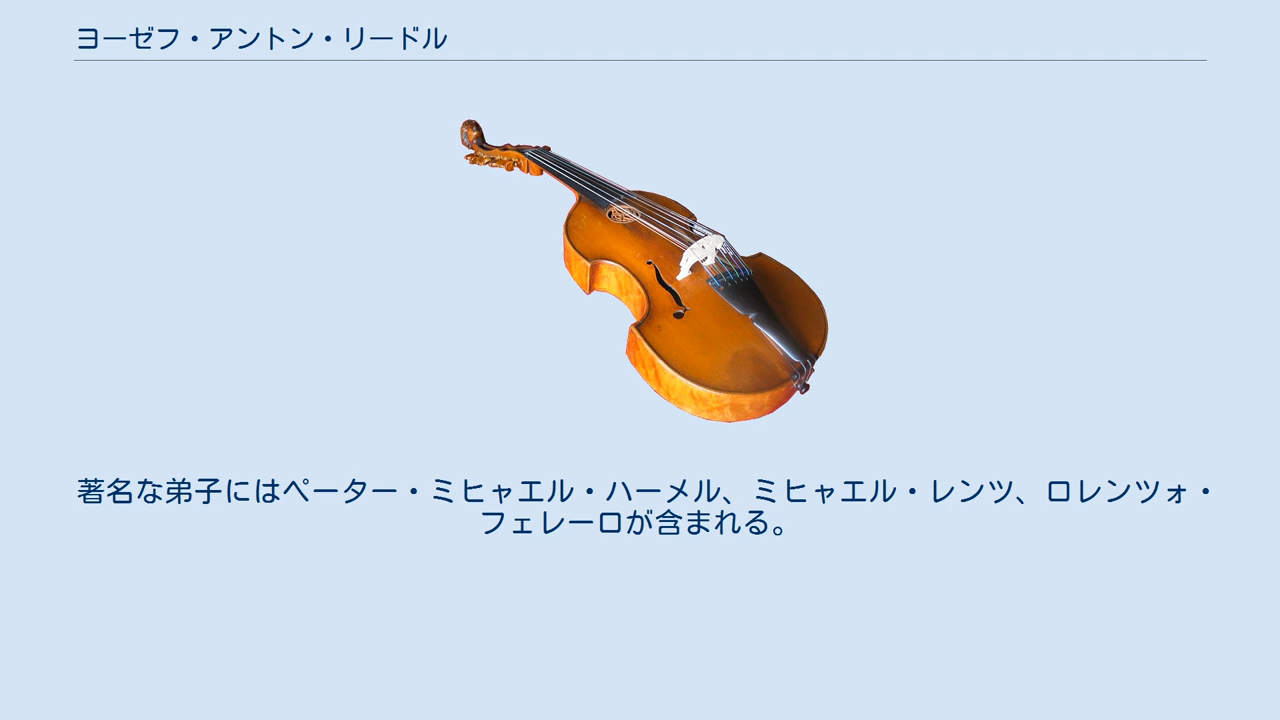 ヨーゼフ・アントン・リードル
著名な弟子にはペーター・ミヒャエル・ハーメル、ミヒャエル・レンツ、ロレンツォ・
フェレーロが含まれる。